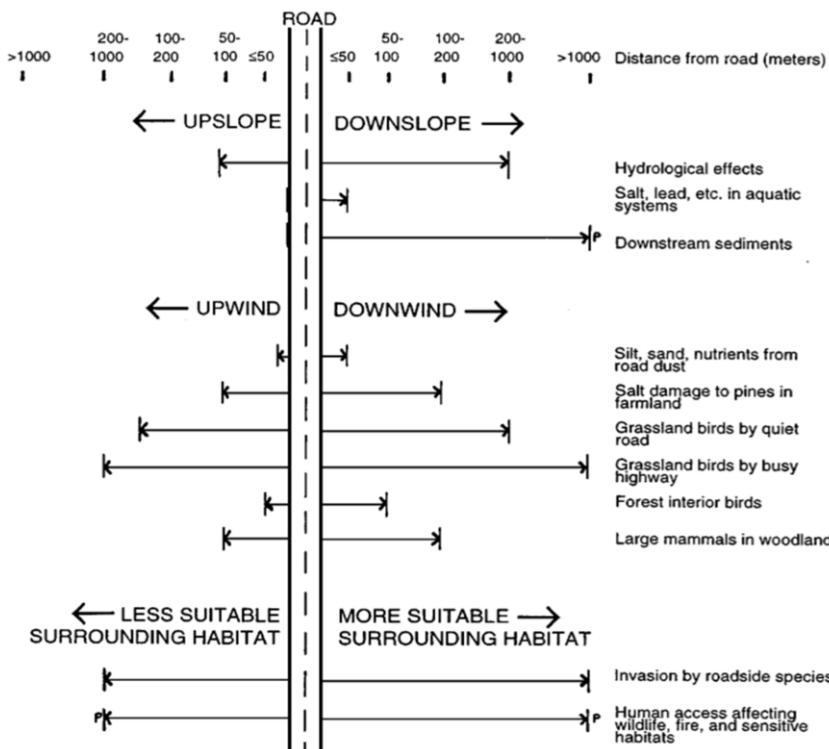 ROAD
200- 100- 50- 50- 100- 200-
>1000 1000 200 100 ≤50 ≤50 100 200 1000 >1000 Distance from road (meters)
UPSLOPE DOWNSLOPE
Hydrological effects
Salt, lead, etc. in aquatic
systems
P
Downstream sediments
UPWIND DOWNWIND
Silt, sand, nutrients from
road dust
Salt damage to pines in
farmland
Grassland birds by quiet
road
Grassland birds by busy
highway
Forest interior birds
Large mammals in woodland
LESS SUITABLE MORE SUITABLE
SURROUNDING HABITAT SURROUNDING HABITAT
Invasion by roadside species
P P Human access affecting
wildlife, fire, and sensitive
habitats